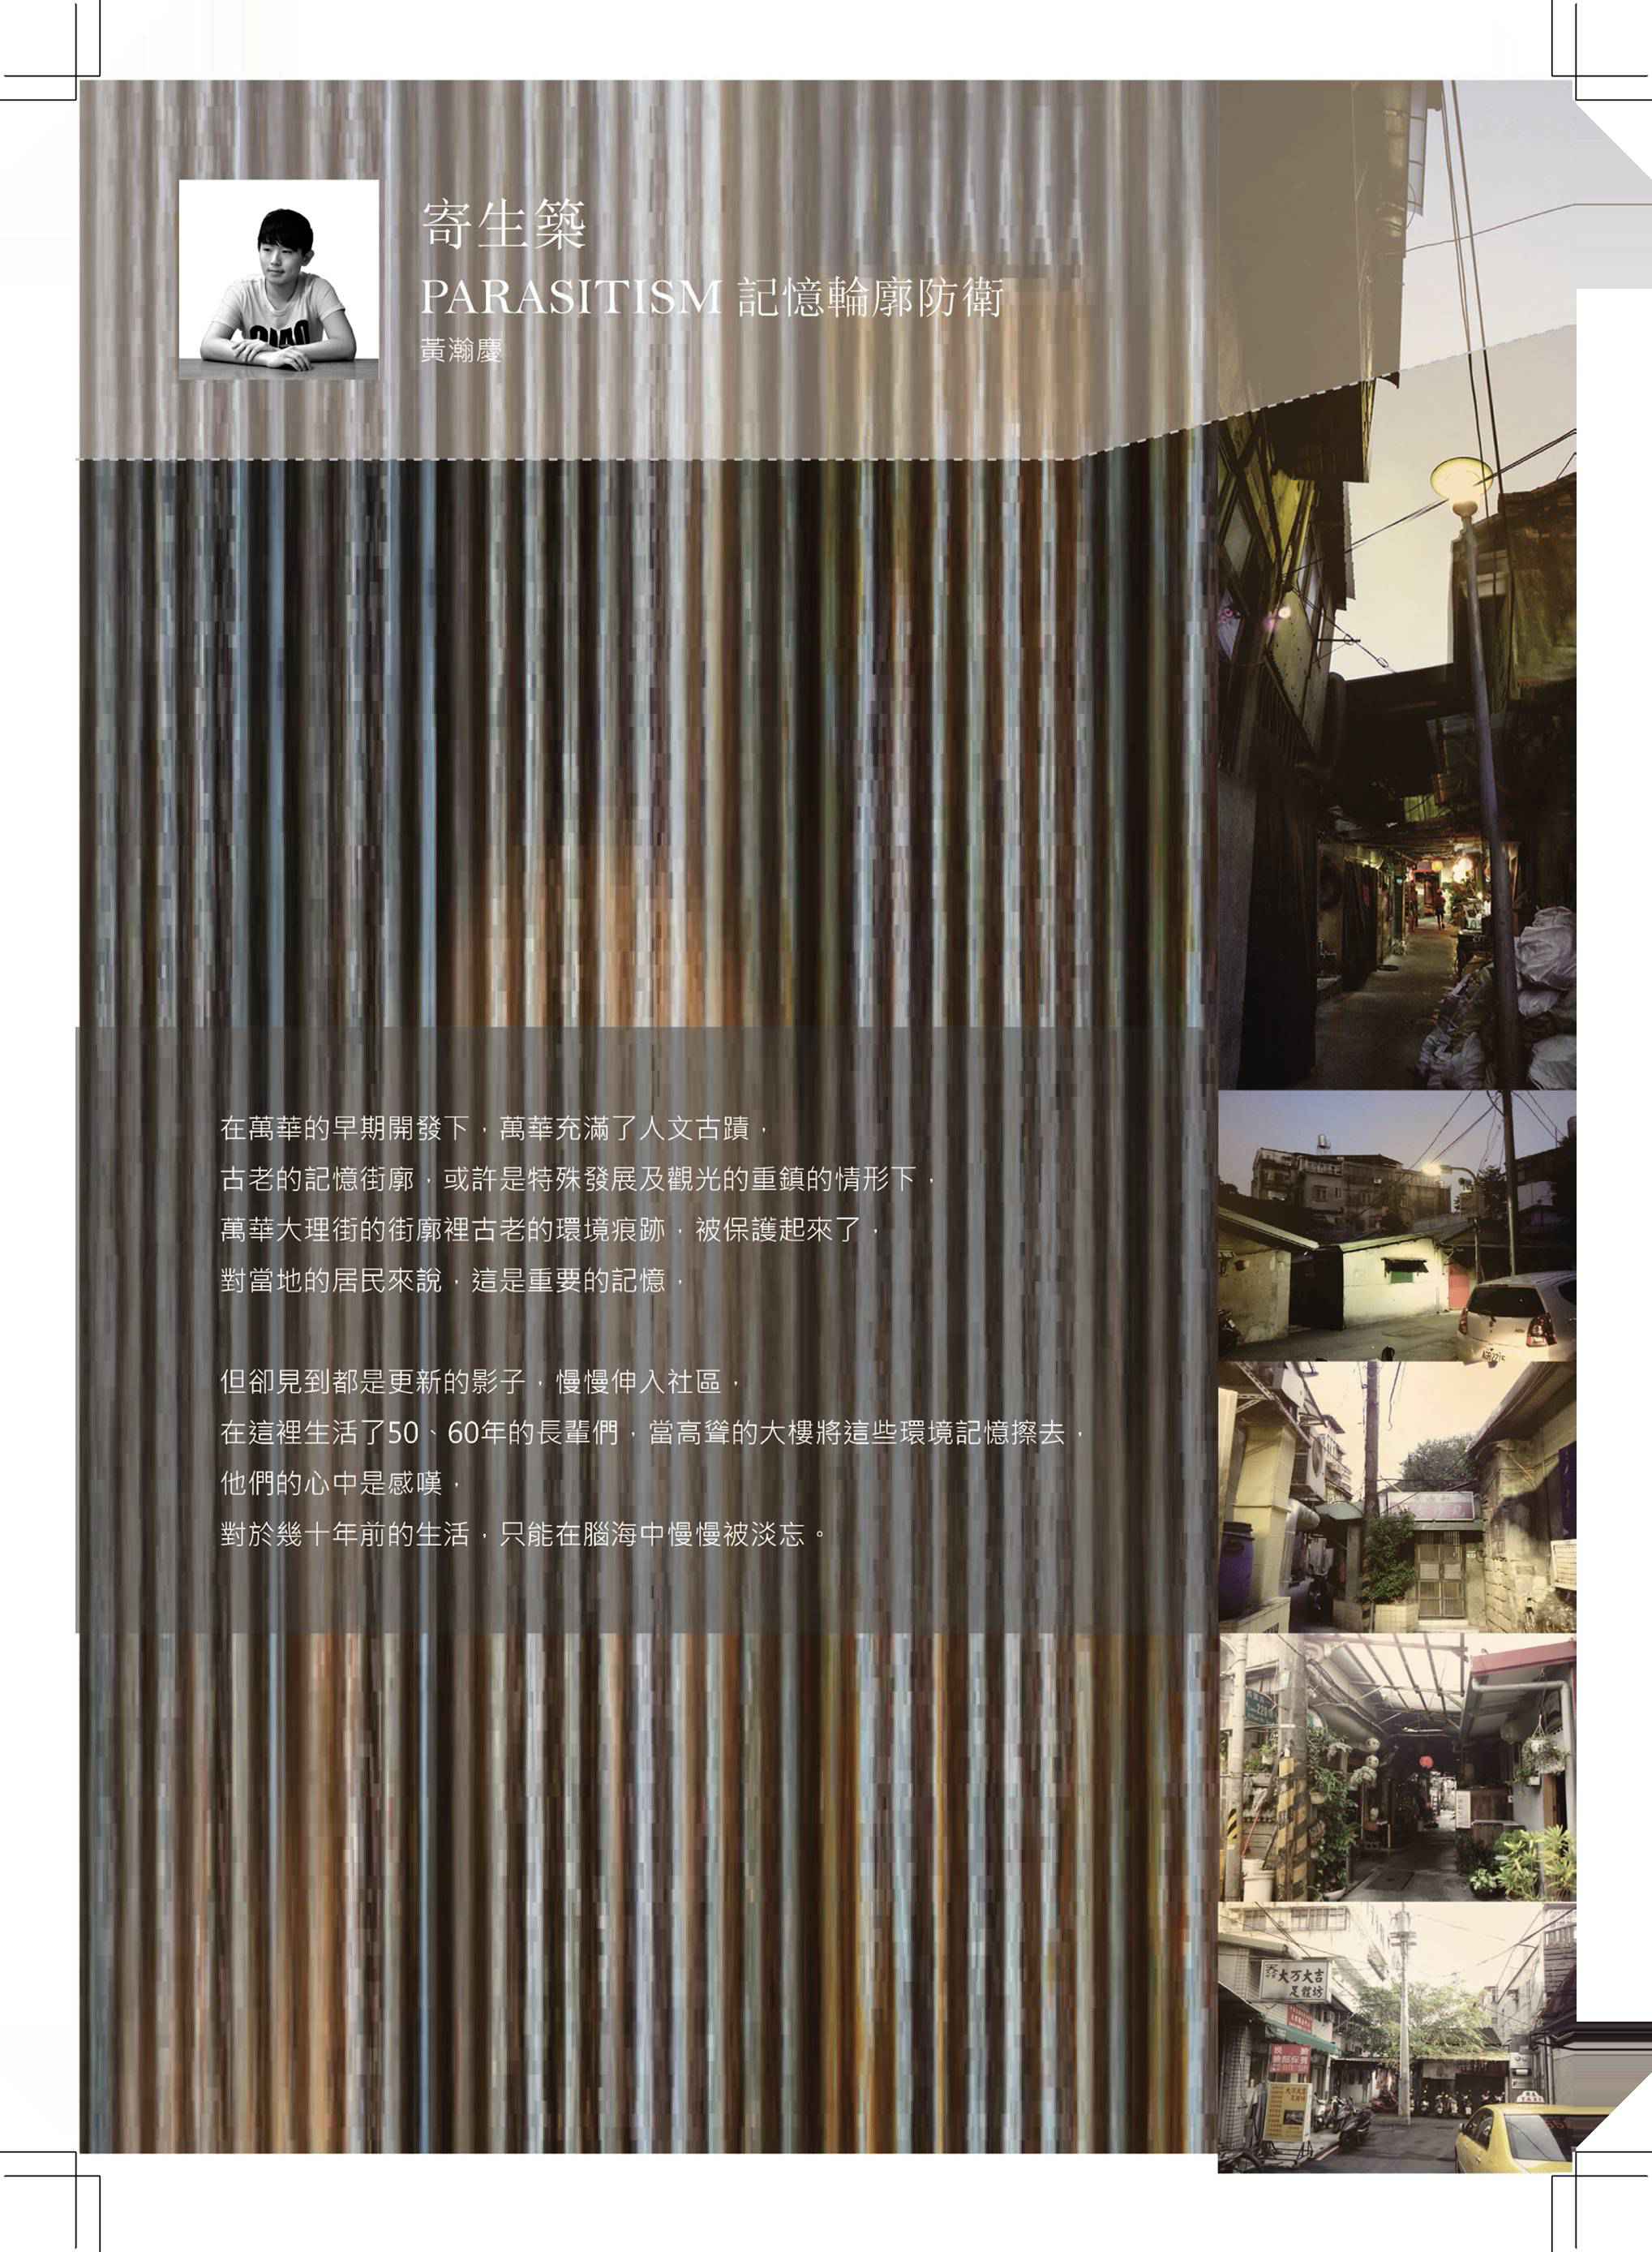 寄生築
PARASITISM 記憶輪廓防衛
黃瀚慶
CIAO
在萬華的早期開發下，萬華充滿了人文古蹟，
古老的記憶街廓，或許是特殊發展及觀光的重鎮的情形下，
萬華大理街的街廓裡古老的環境痕跡，被保護起來了，
對當地的居民來說，這是重要的記憶，
但卻見到都是更新的影子，慢慢伸入社區，
在這裡生活了50、60年的長輩們，當高聳的大樓將這些環境記憶擦去，
他們的心中是感嘆，
對於幾十年前的生活，只能在腦海中慢慢被淡忘。
大万大吉
足體坊